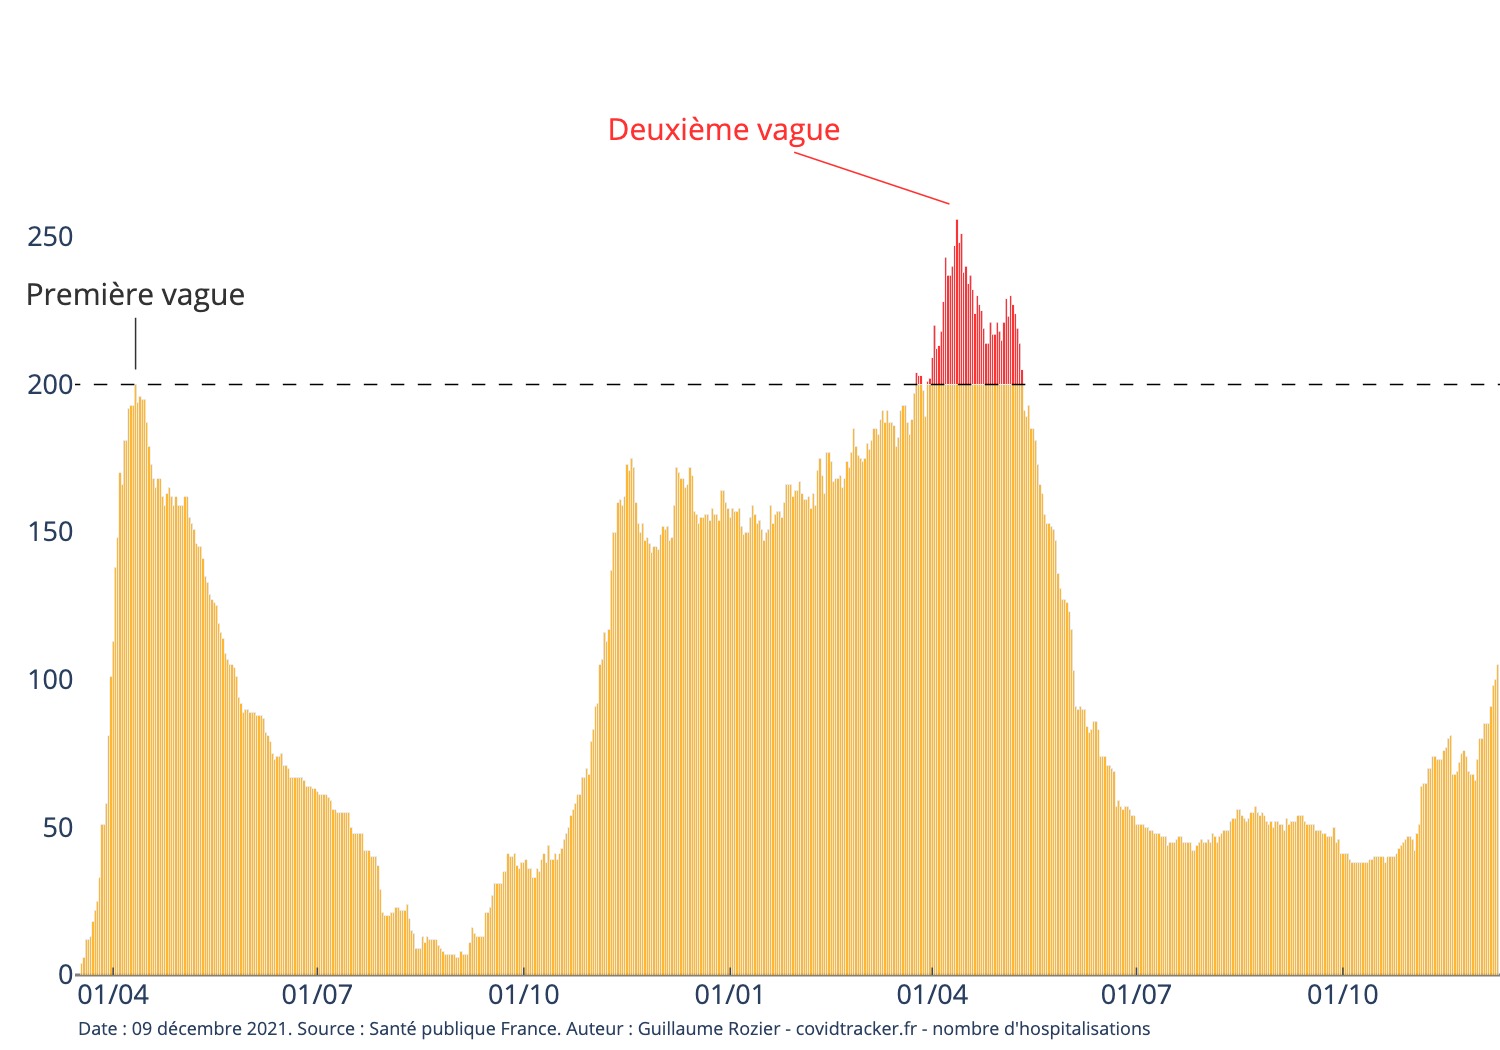 Deuxième vague
250
Première vague
200
150
100
50
0
01/04 01/07 01/10 01/01 01/04 01/07 01/10
Date : 09 décembre 2021. Source : Santé publique France. Auteur : Guillaume Rozier - covidtracker.fr - nombre d'hospitalisations